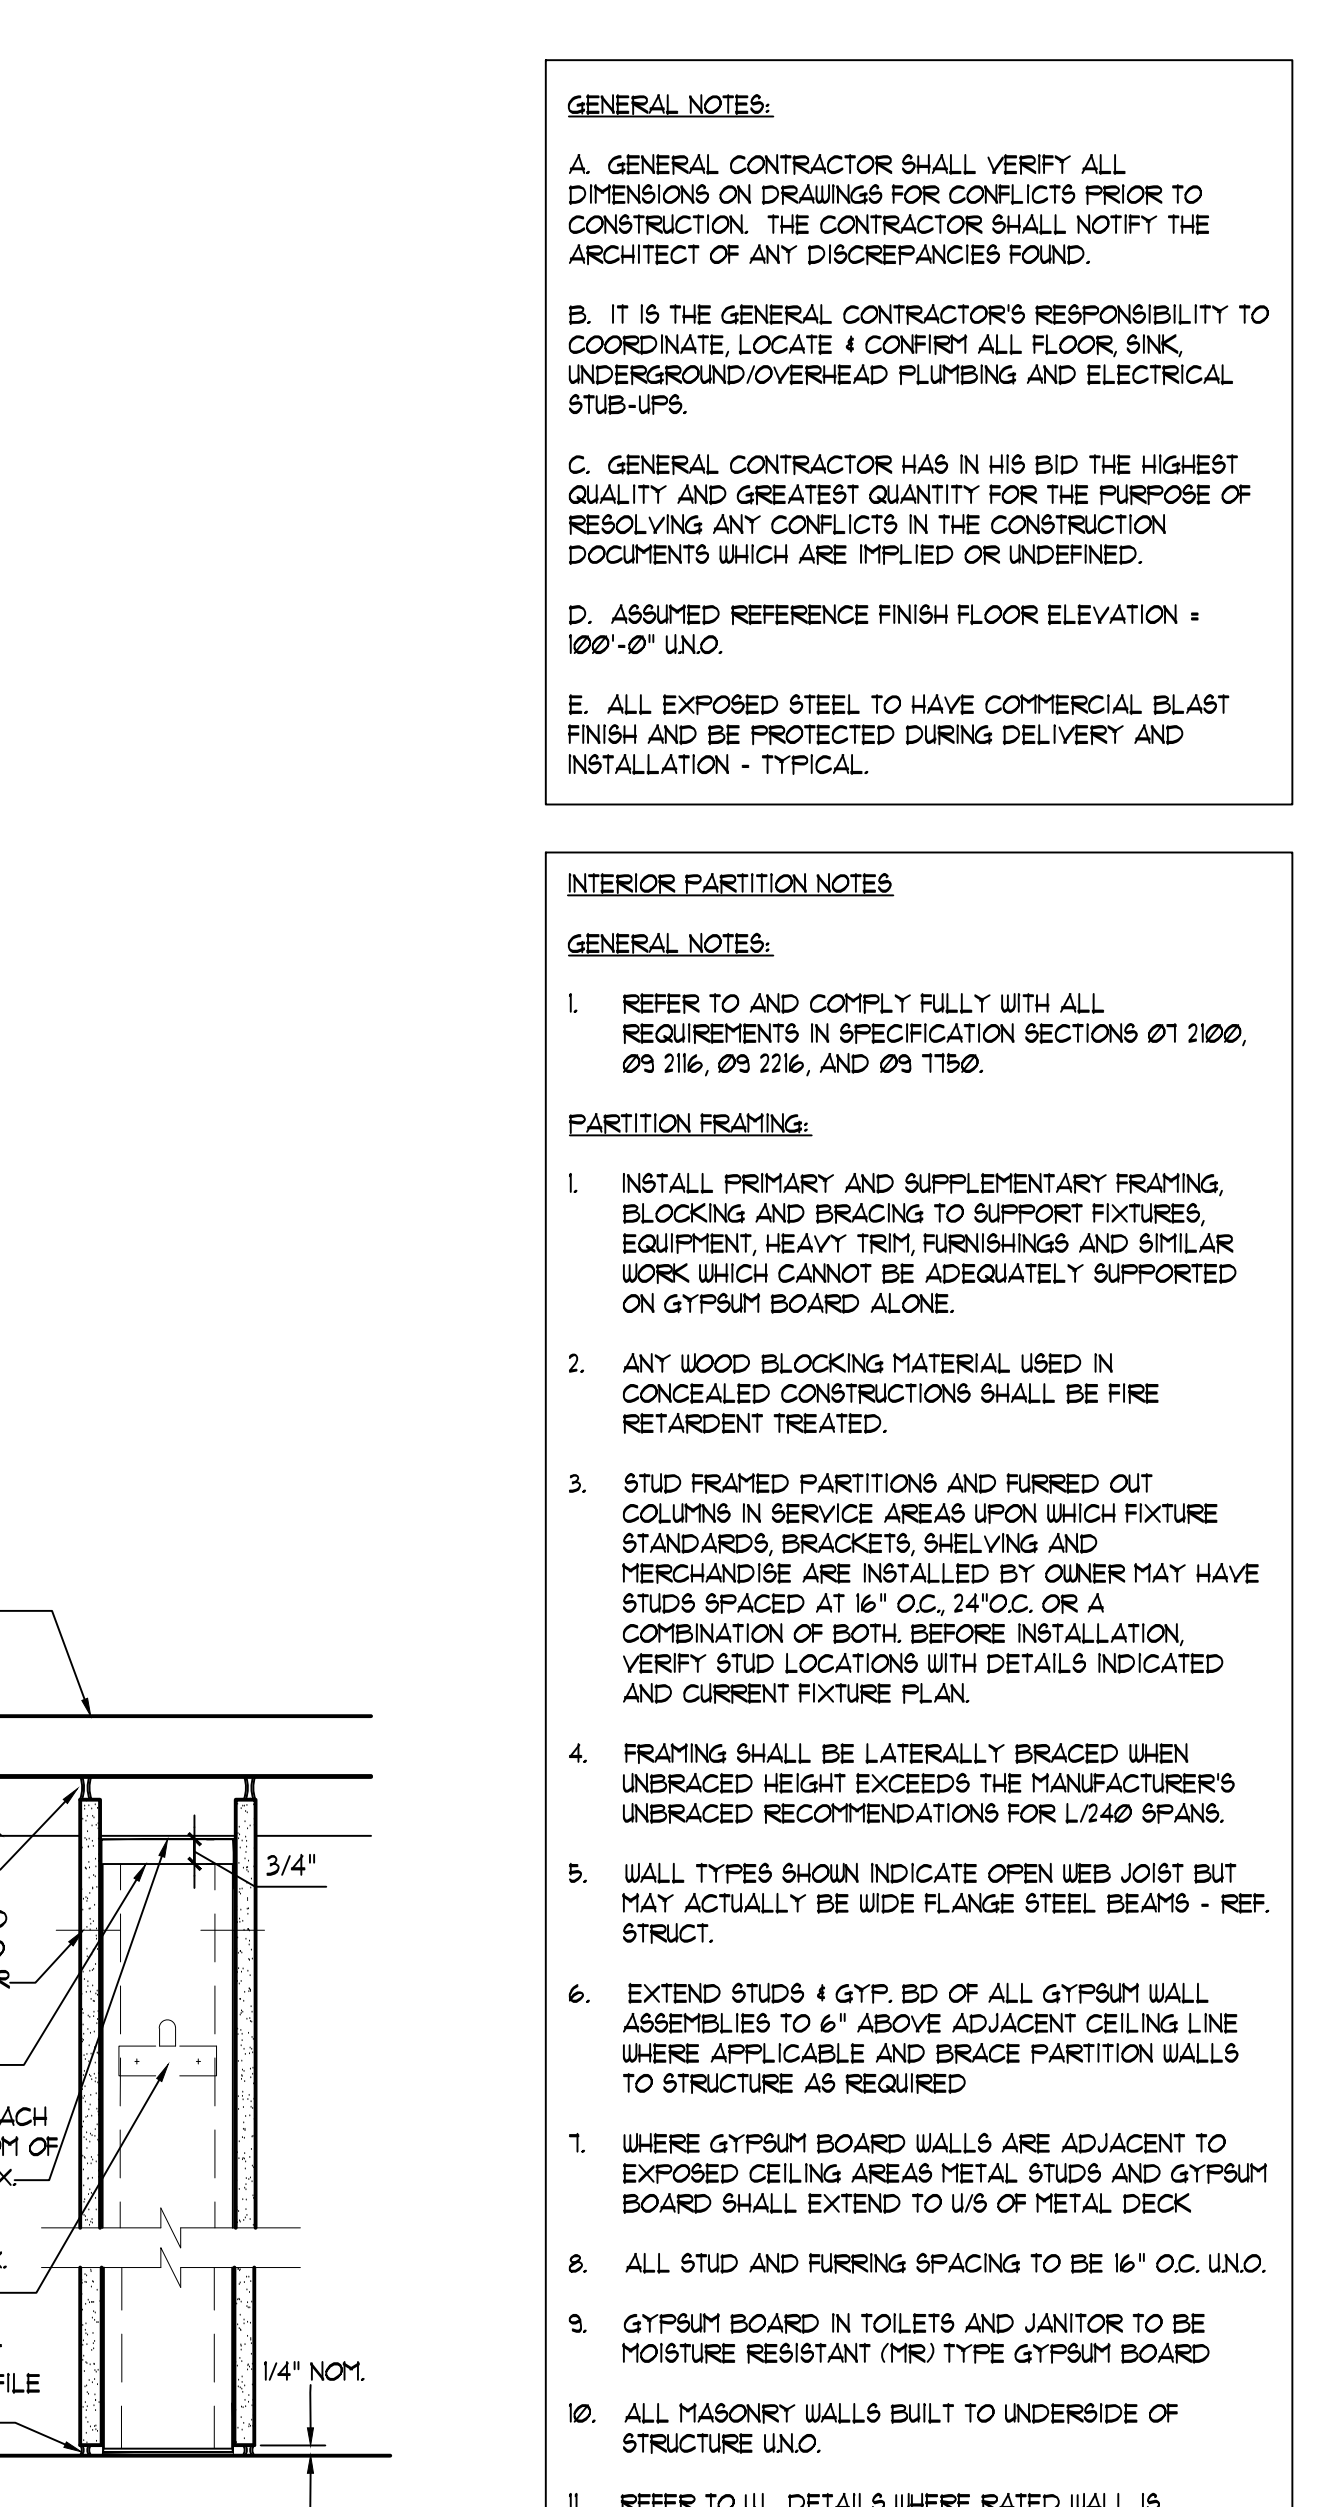 GENERAL NOTES:
A. GENERAL CONTRACTOR SHALL VERIFY ALL
DIMENSIONS ON DRAWINGS FOR CONFLICTS PRIOR TO
CONSTRUCTION. THE CONTRACTOR SHALL NOTIFY THE
ARCHITECT OF ANY DISCREPANCIES FOUND.
B. IT IS THE GENERAL CONTRACTOR'S RESPONSIBILITY TO
COORDINATE, LOCATE & CONFIRM ALL FLOOR, SINK,
UNDERGROUND/OVERHEAD PLUMBING AND ELECTRICAL
STUB-UPS.
C. GENERAL CONTRACTOR HAS IN HIS BID THE HIGHEST
QUALITY AND GREATEST QUANTITY FOR THE PURPOSE OF
RESOLVING ANY CONFLICTS IN THE CONSTRUCTION
DOCUMENTS WHICH ARE IMPLIED OR UNDEFINED.
D. ASSUMED REFERENCE FINISH FLOOR ELEVATION =
100'-0" U.N.O.
E. ALL EXPOSED STEEL TO HAVE COMMERCIAL BLAST
FINISH AND BE PROTECTED DURING DELIVERY AND
INSTALLATION - TYPICAL.
INTERIOR PARTITION NOTES
GENERAL NOTES:
1. REFER TO AND COMPLY FULLY WITH ALL
REQUIREMENTS IN SPECIFICATION SECTIONS 07 2100,
09 2116, 09 2216, AND 09 7750.
PARTITION FRAMING:
1. INSTALL PRIMARY AND SUPPLEMENTARY FRAMING,
BLOCKING AND BRACING TO SUPPORT FIXTURES,
EQUIPMENT, HEAVY TRIM, FURNISHINGS AND SIMILAR
WORK WHICH CANNOT BE ADEQUATELY SUPPORTED
ON GYPSUM BOARD ALONE.
2. ANY WOOD BLOCKING MATERIAL USED IN
CONCEALED CONSTRUCTIONS SHALL BE FIRE
RETARDENT TREATED.
3. STUD FRAMED PARTITIONS AND FURRED OUT
COLUMNS IN SERVICE AREAS UPON WHICH FIXTURE
STANDARDS, BRACKETS, SHELVING AND
MERCHANDISE ARE INSTALLED BY OWNER MAY HAVE
STUDS SPACED AT 16" O.C., 24"O.C. OR A
COMBINATION OF BOTH. BEFORE INSTALLATION,
VERIFY STUD LOCATIONS WITH DETAILS INDICATED
AND CURRENT FIXTURE PLAN.
4. FRAMING SHALL BE LATERALLY BRACED WHEN
UNBRACED HEIGHT EXCEEDS THE MANUFACTURER'S
UNBRACED RECOMMENDATIONS FOR L/240 SPANS.
5. WALL TYPES SHOWN INDICATE OPEN WEB JOIST BUT
MAY ACTUALLY BE WIDE FLANGE STEEL BEAMS - REF.
STRUCT.
6. EXTEND STUDS & GYP. BD OF ALL GYPSUM WALL
ASSEMBLIES TO 6" ABOVE ADJACENT CEILING LINE
WHERE APPLICABLE AND BRACE PARTITION WALLS
TO STRUCTURE AS REQUIRED
7. WHERE GYPSUM BOARD WALLS ARE ADJACENT TO
EXPOSED CEILING AREAS METAL STUDS AND GYPSUM
BOARD SHALL EXTEND TO U/S OF METAL DECK
8. ALL STUD AND FURRING SPACING TO BE 16" O.C. U.N.O.
9. GYPSUM BOARD IN TOILETS AND JANITOR TO BE
MOISTURE RESISTANT (MR) TYPE GYPSUM BOARD
10. ALL MASONRY WALLS BUILT TO UNDERSIDE OF
STRUCTURE U.N.O.
11. REFER TO U.L. DETAILS WHERE RATED WALL IS
3/4"
OF
1/4" NOM.